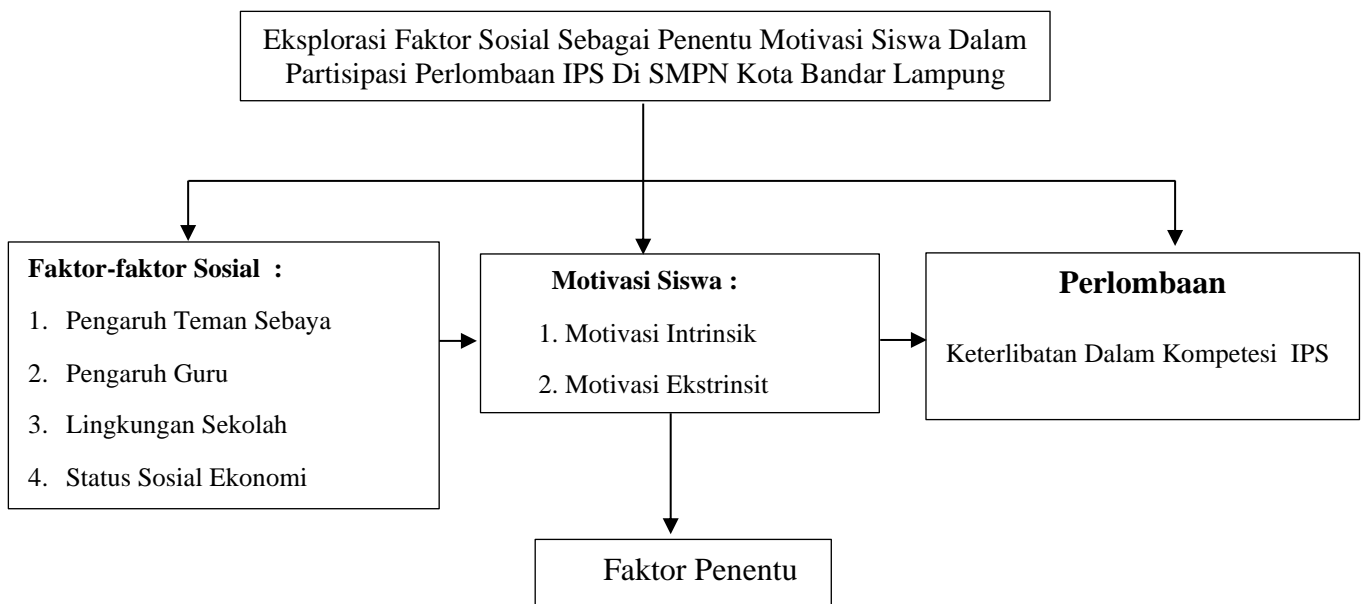 Eksplorasi Faktor Sosial Sebagai Penentu Motivasi Siswa Dalam
Partisipasi Perlombaan IPS Di SMPN Kota Bandar Lampung
Faktor-faktor Sosial :
1. Pengaruh Teman Sebaya
2. Pengaruh Guru
3. Lingkungan Sekolah
4. Status Sosial Ekonomi
Motivasi Siswa :
1. Motivasi Intrinsik
2. Motivasi Ekstrinsit
Perlombaan
Keterlibatan Dalam Kompetesi IPS
Faktor Penentu